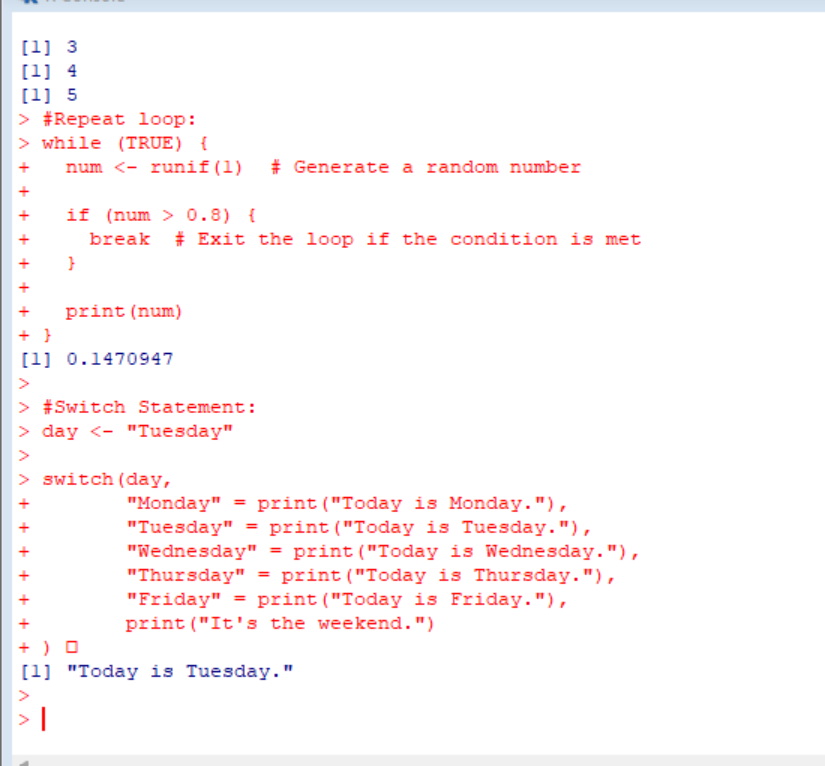 [1] 3
[1] 4
[1] 5
> #Repeat loop:
> while (TRUE) {
+   num <- runif(1)  # Generate a random number
+
+   if (num > 0.8) {
+     break  # Exit the loop if the condition is met
+   }
+
+   print(num)
+ }
[1] 0.1470947
>
> #Switch Statement:
> day <- "Tuesday"
>
> switch(day,
+        "Monday" = print("Today is Monday."),
+        "Tuesday" = print("Today is Tuesday."),
+        "Wednesday" = print("Today is Wednesday."),
+        "Thursday" = print("Today is Thursday."),
+        "Friday" = print("Today is Friday."),
+        print("It's the weekend.")
+ ) □
[1] "Today is Tuesday."
>
>